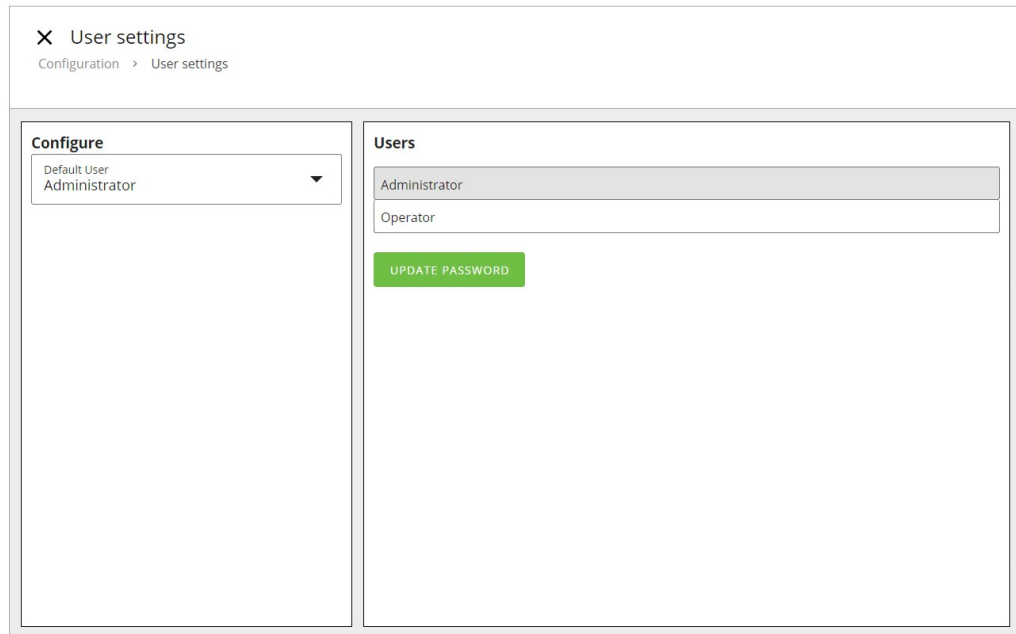 User settings
Configuration > User settings
Configure
Default User
Administrator
Users
Administrator
Operator
UPDATE PASSWORD